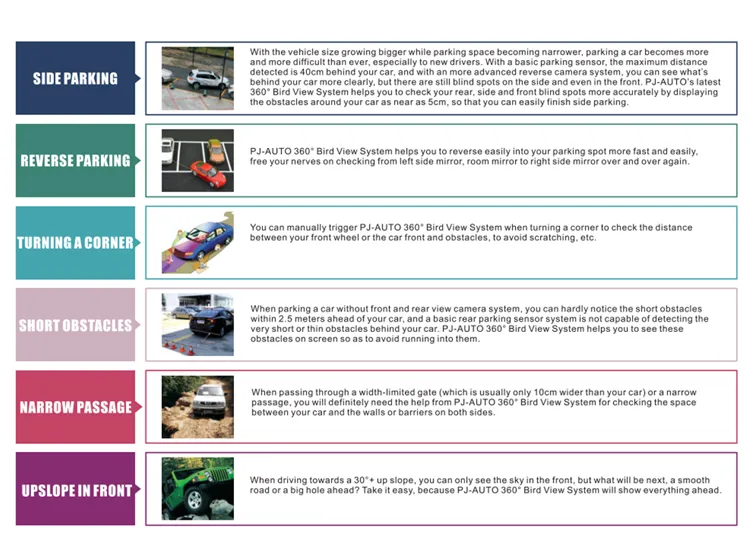 SIDE PARKING
With the vehicle size growing bigger while parking space becoming narrower, parking a car becomes more
and more difficult than ever, especially to new drivers. With a basic parking sensor, the maximum distance
detected is 40cm behind your car, and with an more advanced reverse camera system, you can see what's
behind your car more clearly, but there are still blind spots on the side and even in the front. PJ-AUTO's latest
360° Bird View System helps you to check your rear, side and front blind spots more accurately by displaying
the obstacles around your car as near as 5cm, so that you can easily finish side parking.
REVERSE PARKING
PJ-AUTO 360° Bird View System helps you to reverse easily into your parking spot more fast and easily,
free your nerves on checking from left side mirror, room mirror to right side mirror over and over again.
TURNING A CORNER
You can manually trigger PJ-AUTO 360° Bird View System when turning a corner to check the distance
between your front wheel or the car front and obstacles, to avoid scratching, etc.
SHORT OBSTACLES
When parking a car without front and rear view camera system, you can hardly notice the short obstacles
within 2.5 meters ahead of your car, and a basic rear parking sensor system is not capable of detecting the
very short or thin obstacles behind your car. PJ-AUTO 360° Bird View System helps you to see these
obstacles on screen so as to avoid running into them.
NARROW PASSAGE
When passing through a width-limited gate (which is usually only 10cm wider than your car) or a narrow
passage, you will definitely need the help from PJ-AUTO 360° Bird View System for checking the space
between your car and the walls or barriers on both sides.
UPSLOPE IN FRONT
When driving towards a 30°+ up slope, you can only see the sky in the front, but what will be next, a smooth
road or a big hole ahead? Take it easy, because PJ-AUTO 360° Bird View System will show everything ahead.